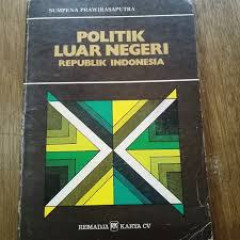 SUMPENA PRAWIRASAPUTRA
POLITIK
LUAR NEGERI
REPUBLIK INDONESIA
REMADJA KARYA CV